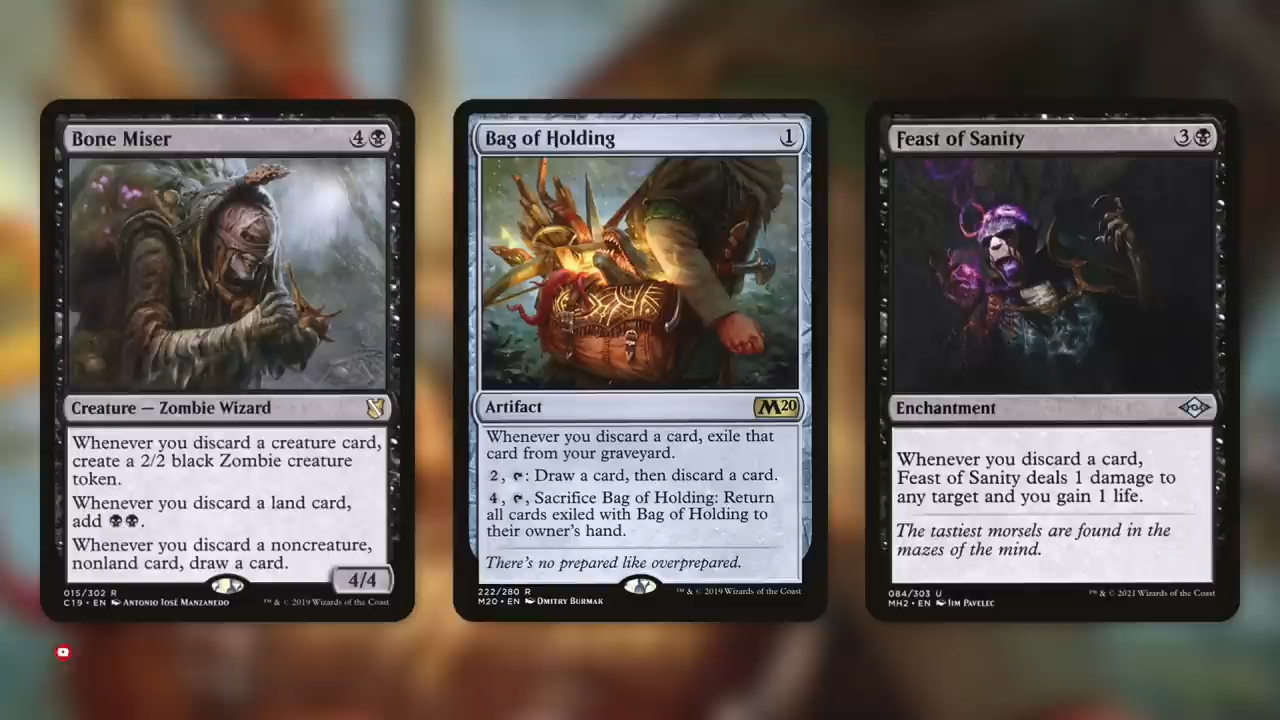 Bone Miser 4
Creature — Zombie Wizard
Whenever you discard a creature card,
create a 2/2 black Zombie creature
token.
Whenever you discard a land card,
add .
Whenever you discard a noncreature,
nonland card, draw a card.
4/4
015/302 R
C19 • EN Antonio José Manzanedo
™ & © 2019 Wizards of the Coast
Bag of Holding 1
Artifact M20
Whenever you discard a card, exile that
card from your graveyard.
2, : Draw a card, then discard a card.
4, , Sacrifice Bag of Holding: Return
all cards exiled with Bag of Holding to
their owner's hand.
There's no prepared like overprepared.
222/280 R
M20 • EN Dmitry Burmak
™ & © 2019 Wizards of the Coast
Feast of Sanity 3
Enchantment
Whenever you discard a card,
Feast of Sanity deals 1 damage to
any target and you gain 1 life.
The tastiest morsels are found in the
mazes of the mind.
084/303 U
MH2 • EN Jim Pavelec
™ & © 2021 Wizards of the Coast